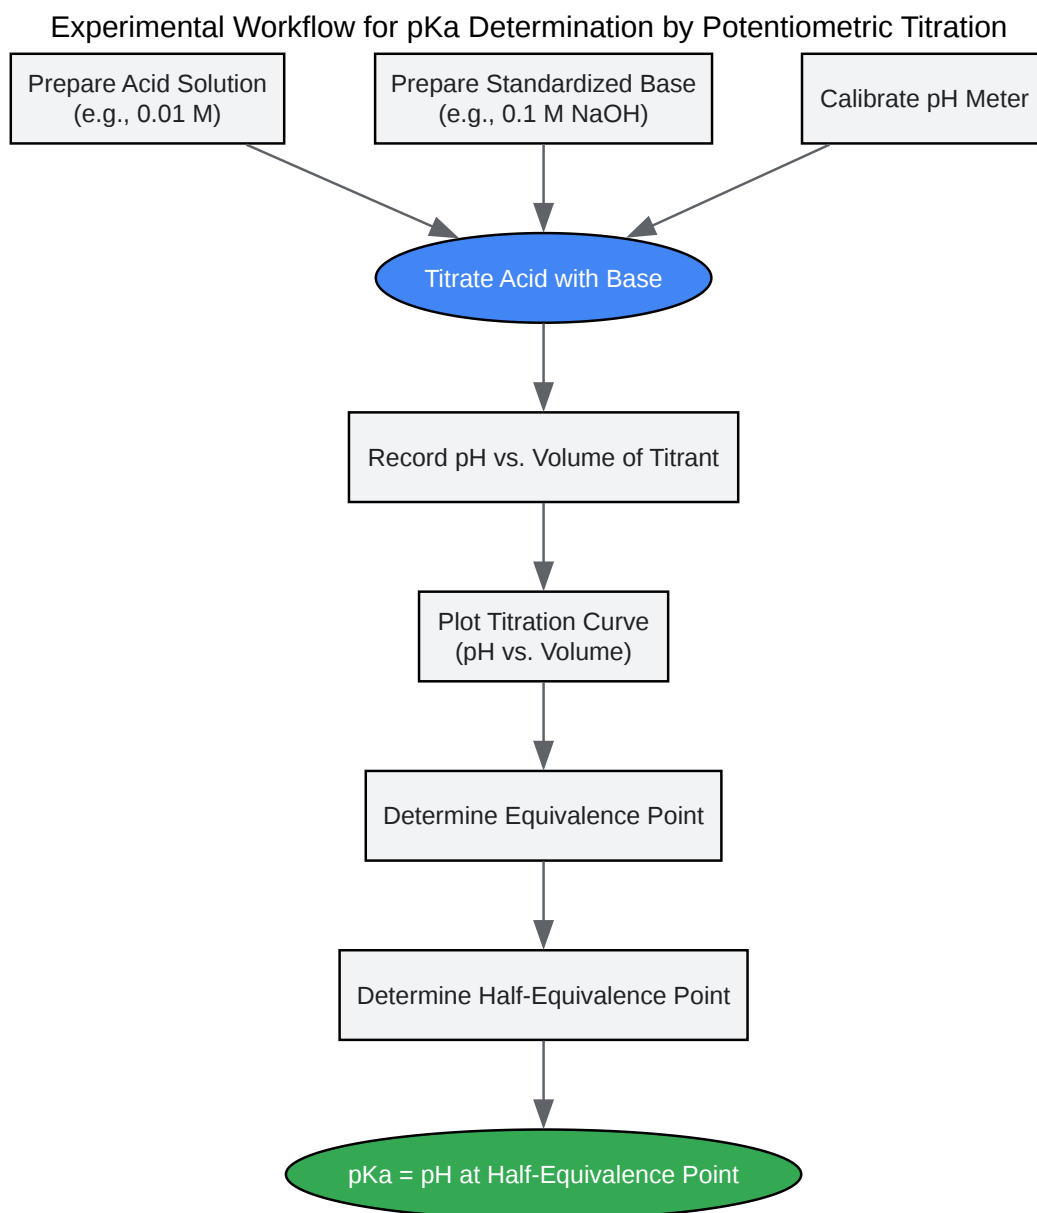 Experimental Workflow for pKa Determination by Potentiometric Titration
Prepare Acid Solution
(e.g., 0.01 M)
Prepare Standardized Base
(e.g., 0.1 M NaOH)
Calibrate pH Meter
Titrate Acid with Base
Record pH vs. Volume of Titrant
Plot Titration Curve
(pH vs. Volume)
Determine Equivalence Point
Determine Half-Equivalence Point
pKa = pH at Half-Equivalence Point